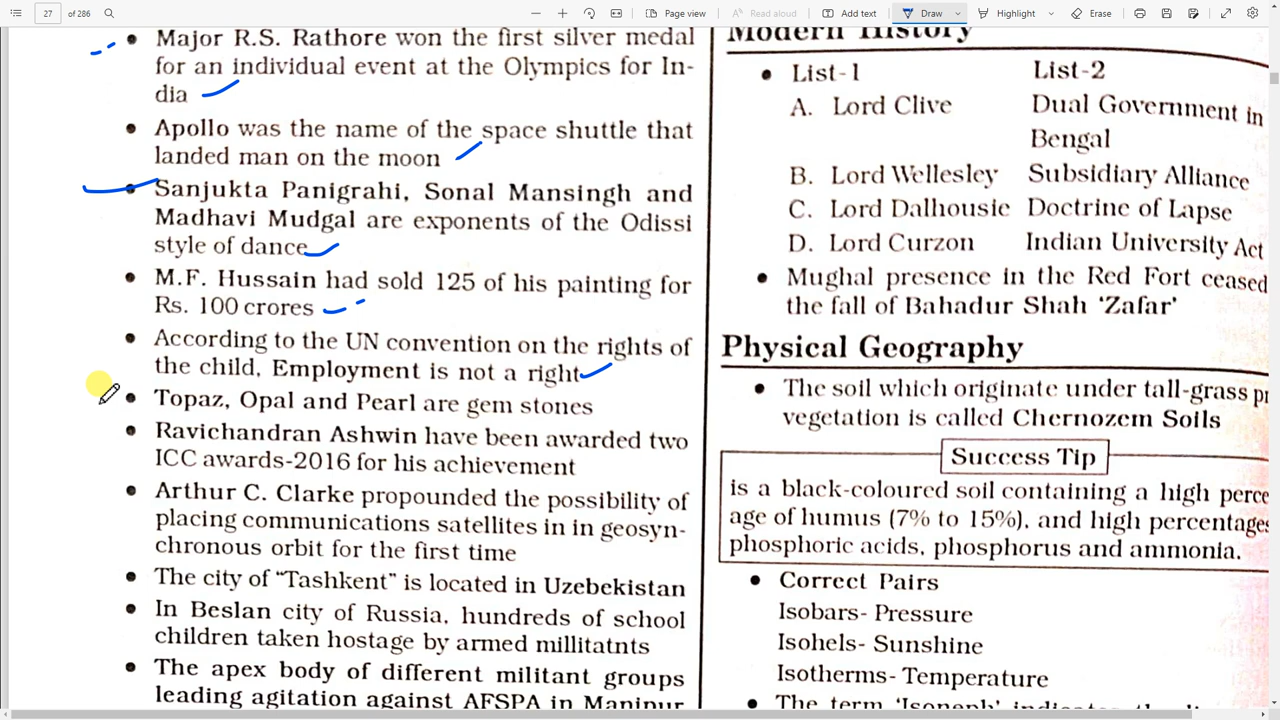 27 of 286 Page view Read aloud Add text Draw Highlight Erase
• Major R.S. Rathore won the first silver medal
for an individual event at the Olympics for In-
dia
• Apollo was the name of the space shuttle that
landed man on the moon
• Sanjukta Panigrahi, Sonal Mansingh and
Madhavi Mudgal are exponents of the Odissi
style of dance
• M.F. Hussain had sold 125 of his painting for
Rs. 100 crores
• According to the UN convention on the rights of
the child, Employment is not a right
• Topaz, Opal and Pearl are gem stones
• Ravichandran Ashwin have been awarded two
ICC awards-2016 for his achievement
• Arthur C. Clarke propounded the possibility of
placing communications satellites in in geosyn-
chronous orbit for the first time
• The city of “Tashkent” is located in Uzebekistan
• In Beslan city of Russia, hundreds of school
children taken hostage by armed millitatnts
• The apex body of different militant groups
leading agitation against AFSPA in Manipur
Modern History
• List-1 List-2
A. Lord Clive Dual Government in
Bengal
B. Lord Wellesley Subsidiary Alliance
C. Lord Dalhousie Doctrine of Lapse
D. Lord Curzon Indian University Act
• Mughal presence in the Red Fort ceased
the fall of Bahadur Shah ‘Zafar’
Physical Geography
• The soil which originate under tall-grass
vegetation is called Chernozem Soils
Success Tip
is a black-coloured soil containing a high perce
age of humus (7% to 15%), and high percentages
phosphoric acids, phosphorus and ammonia.
• Correct Pairs
Isobars- Pressure
Isohels- Sunshine
Isotherms- Temperature
• The term